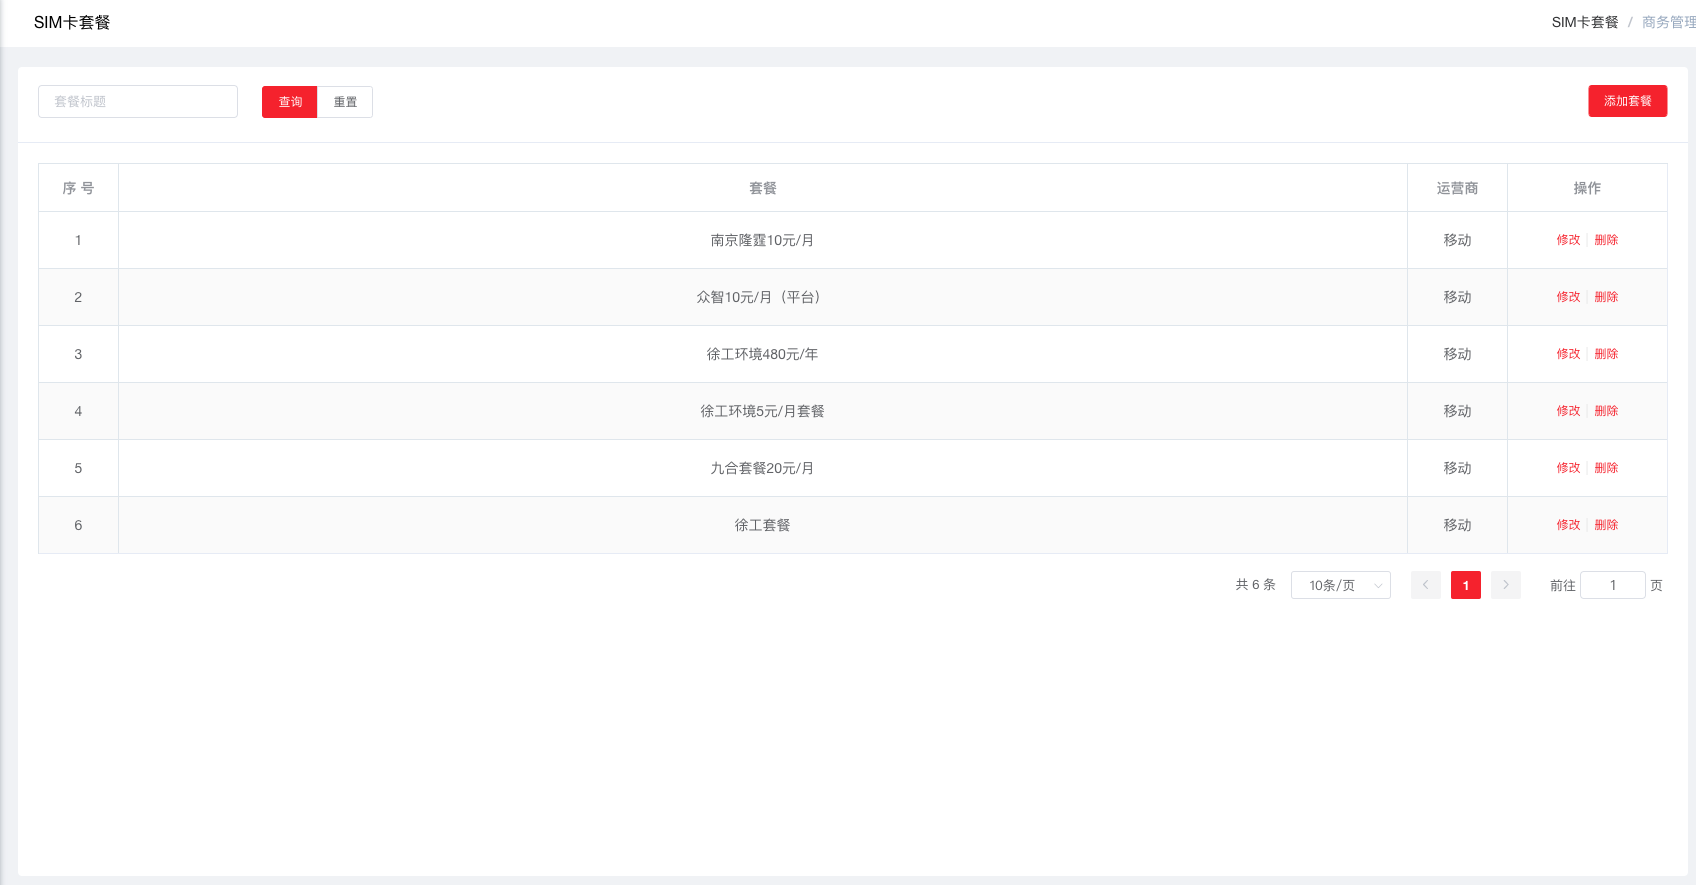 SIM卡套餐
SIM卡套餐 / 商务管理
套餐标题 查询 重置 添加套餐
序 号 套餐 运营商 操作
1 南京隆霆10元/月 移动 修改 删除
2 众智10元/月（平台） 移动 修改 删除
3 徐工环境480元/年 移动 修改 删除
4 徐工环境5元/月套餐 移动 修改 删除
5 九合套餐20元/月 移动 修改 删除
6 徐工套餐 移动 修改 删除
共 6 条 10条/页 1 前往 1 页